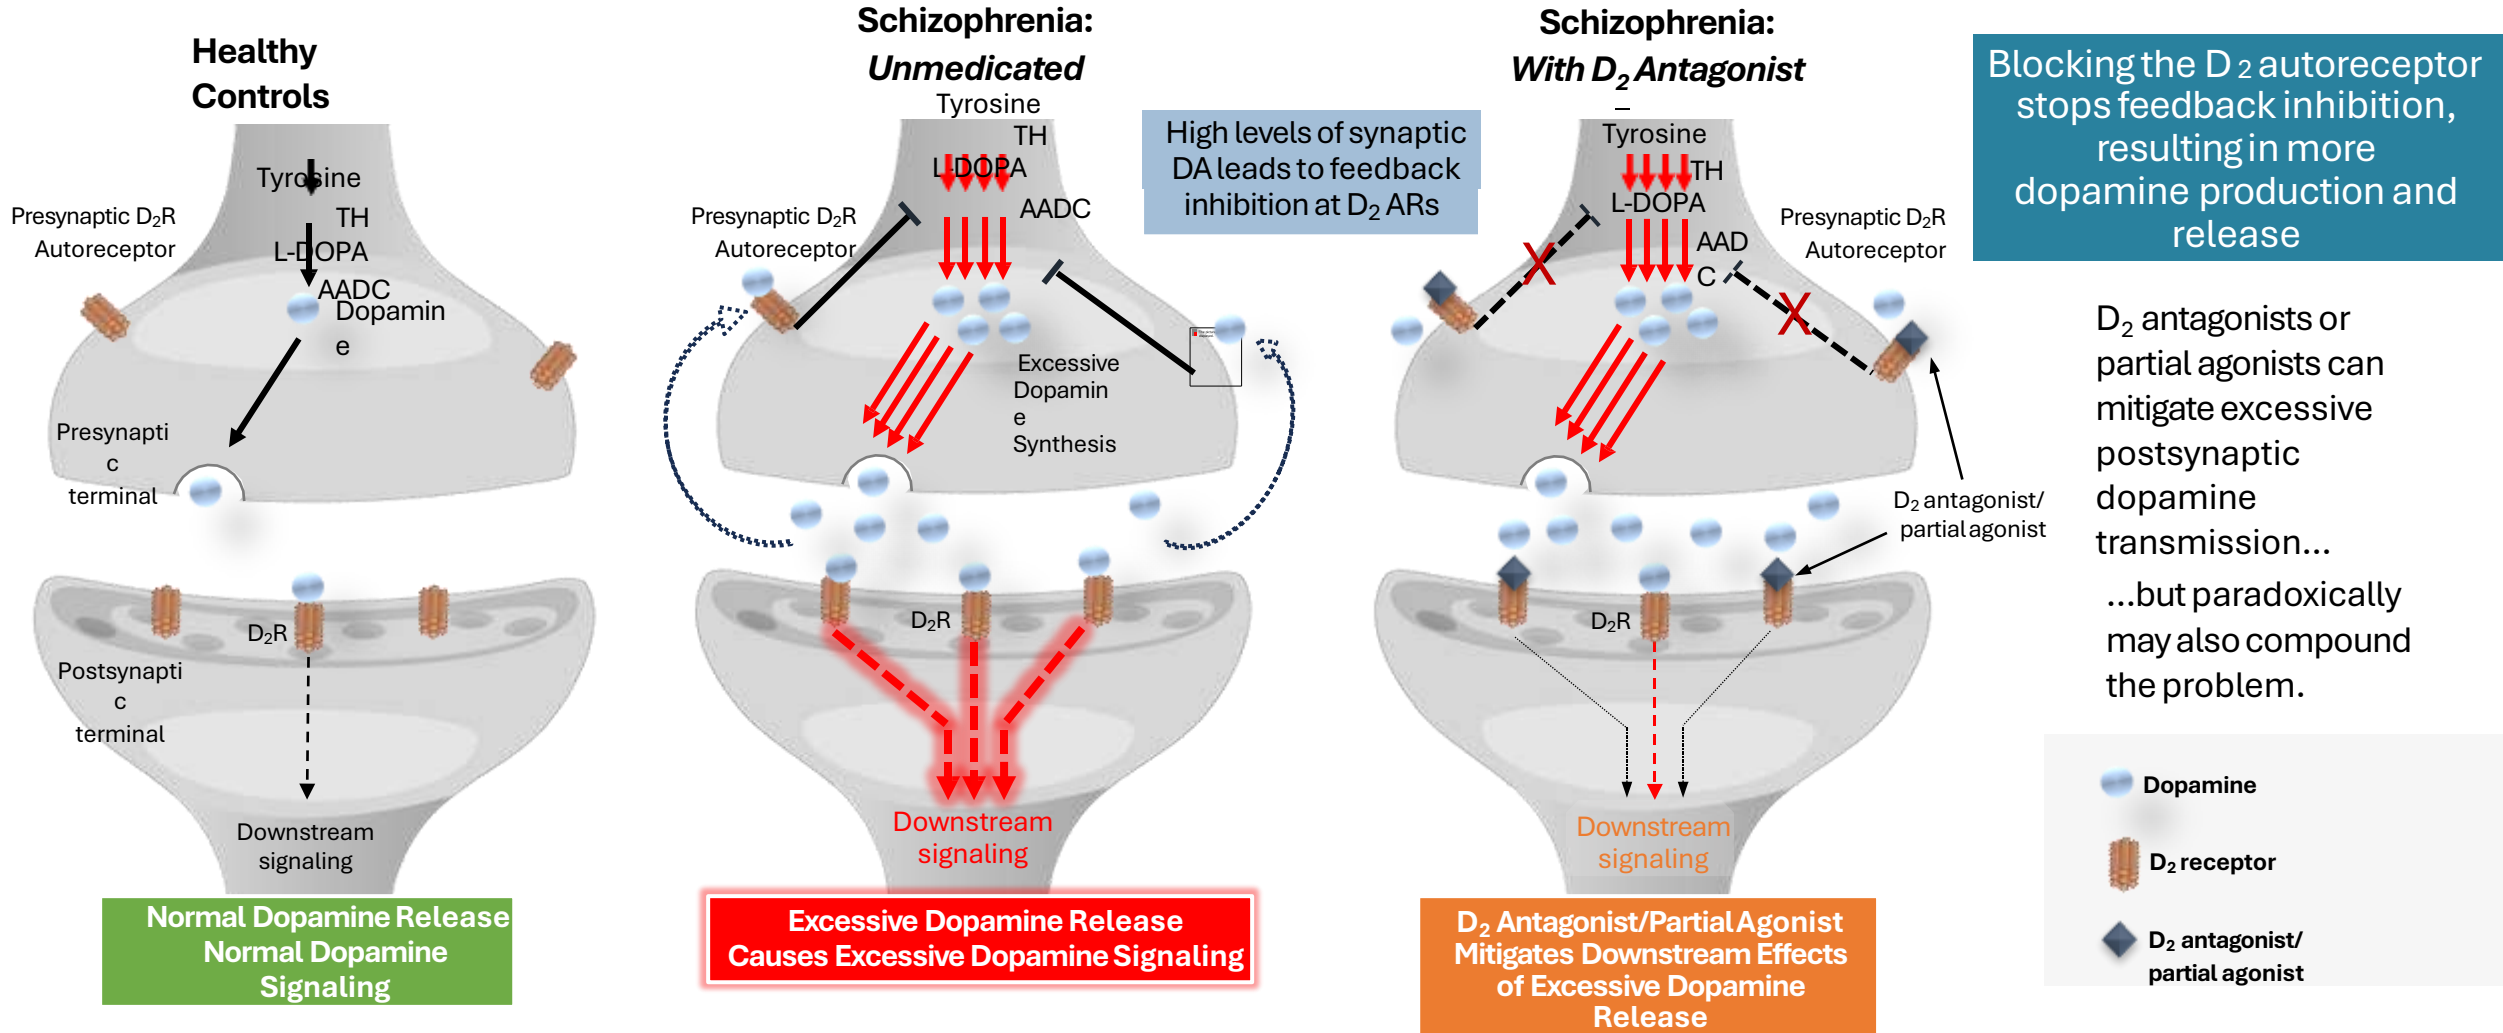 Healthy
Controls
Tyrosine
TH
Presynaptic D2R
Autoreceptor
L-DOPA
AADC
Dopamin
e
Presynapti
c
terminal
D2R
Postsynapti
c
terminal
Downstream
signaling
Normal Dopamine Release
Normal Dopamine
Signaling
Schizophrenia:
Unmedicated
Tyrosine
TH
L-DOPA
AADC
Presynaptic D2R
Autoreceptor
High levels of synaptic
DA leads to feedback
inhibition at D2 ARs
Excessive
Dopamin
e
Synthesis
D2R
Downstream
signaling
Excessive Dopamine Release
Causes Excessive Dopamine Signaling
Schizophrenia:
With D2 Antagonist
_
Tyrosine
TH
L-DOPA
AAD
C
Presynaptic D2R
Autoreceptor
X
X
D2 antagonist/
partial agonist
D2R
Downstream
signaling
D2 Antagonist/Partial Agonist
Mitigates Downstream Effects
of Excessive Dopamine
Release
Blocking the D2 autoreceptor
stops feedback inhibition,
resulting in more
dopamine production and
release
D2 antagonists or
partial agonists can
mitigate excessive
postsynaptic
dopamine
transmission...
...but paradoxically
may also compound
the problem.
Dopamine
D2 receptor
D2 antagonist/
partial agonist